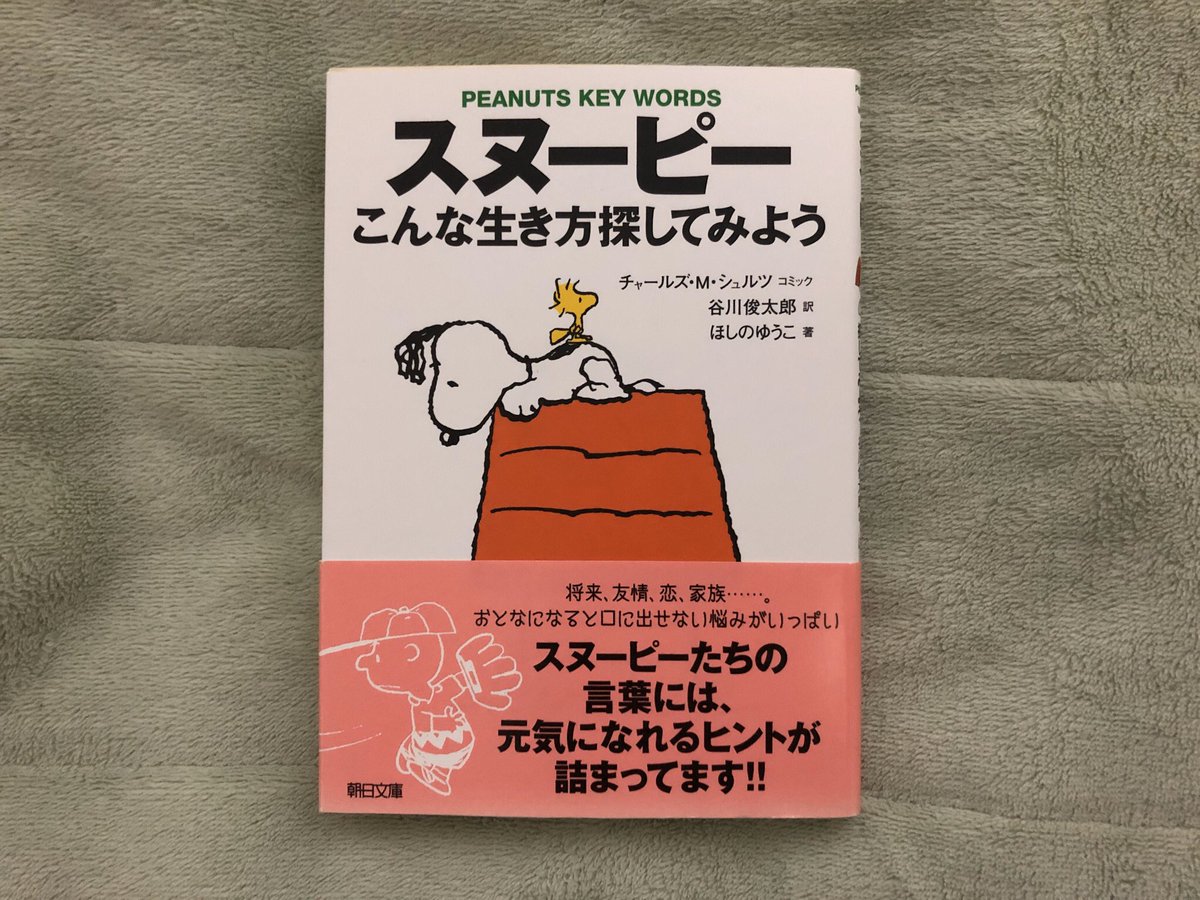 PEANUTS KEY WORDS
スヌーピー
こんな生き方探してみよう
チャールズ・M・シュルツ コミック
谷川俊太郎 訳
ほしのゆうこ 著
将来、友情、恋、家族……。
おとなになると口に出せない悩みがいっぱい
スヌーピーたちの
言葉には、
元気になれるヒントが
詰まってます!!
朝日文庫